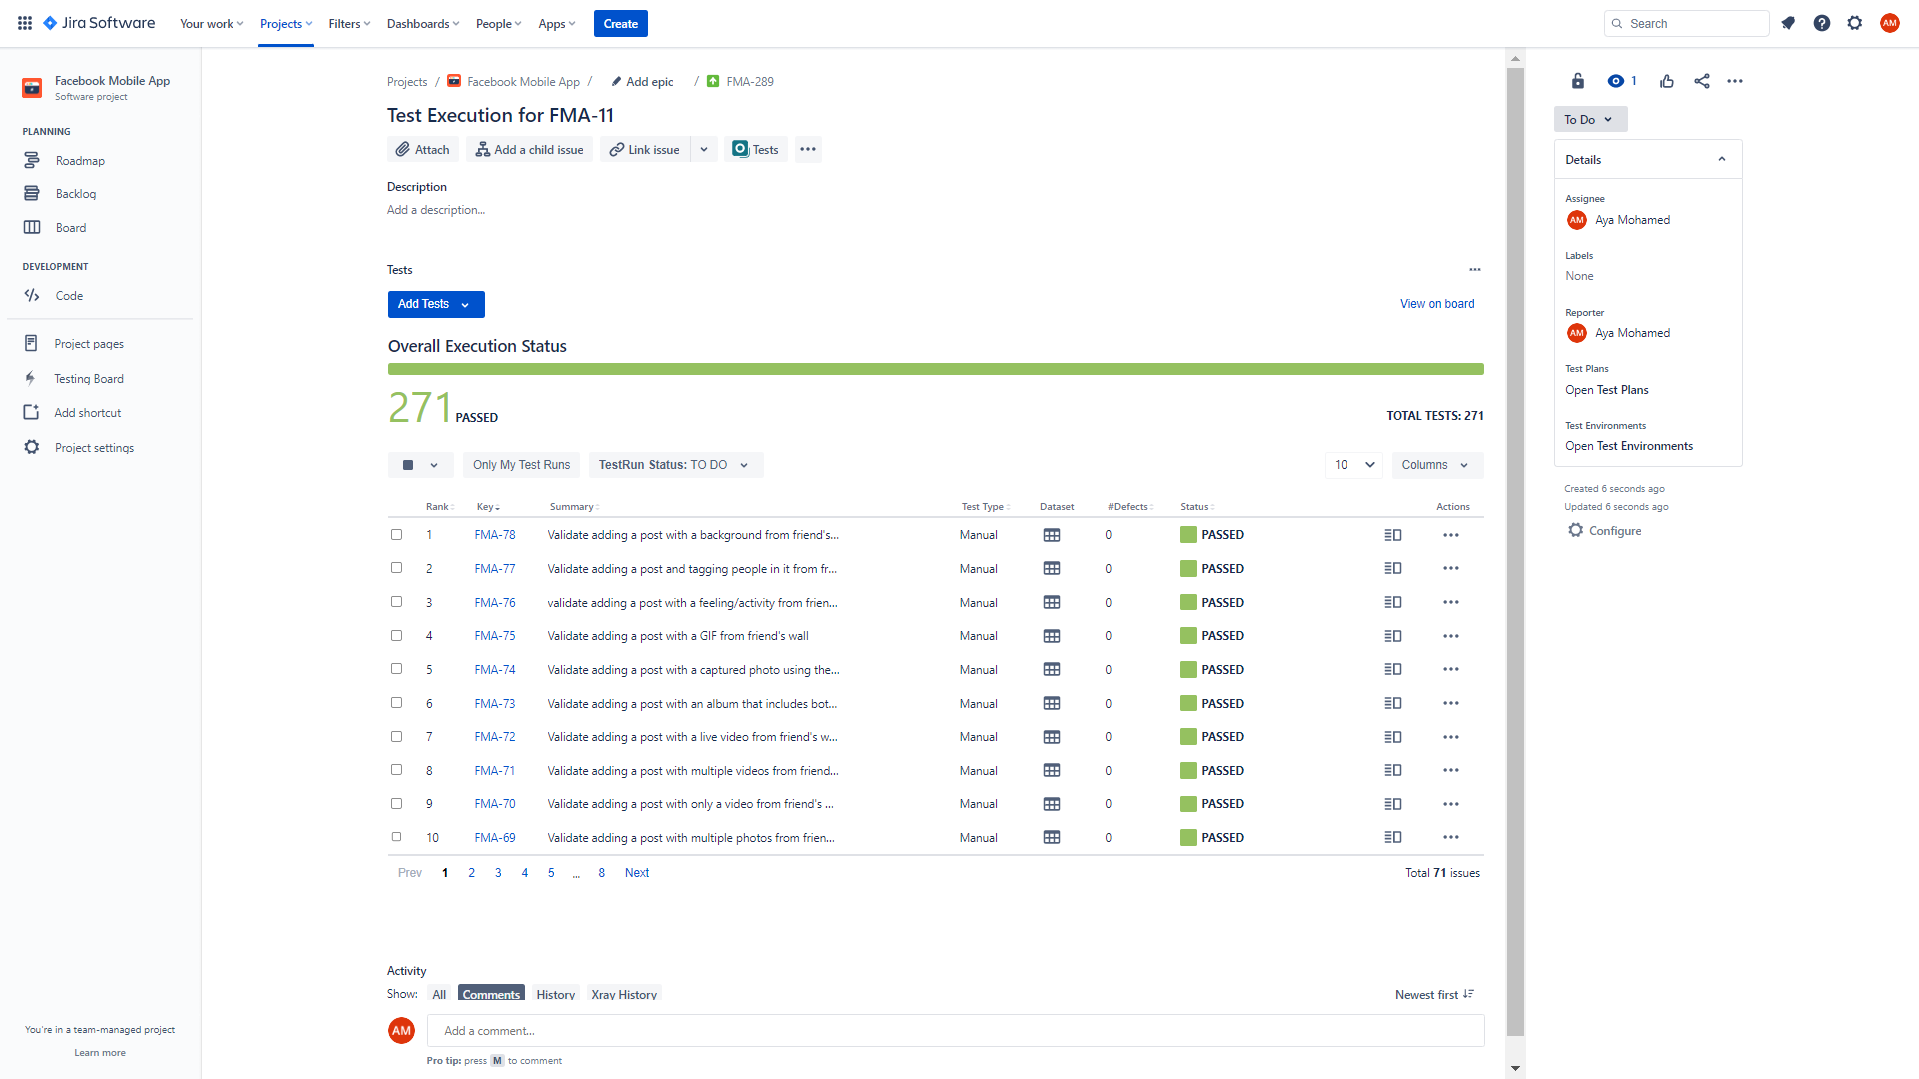 Jira Software
Your work
Projects
Filters
Dashboards
People
Apps
Create
Search
AM
Facebook Mobile App
Software project
PLANNING
Roadmap
Backlog
Board
DEVELOPMENT
Code
Project pages
Testing Board
Add shortcut
Project settings
You're in a team-managed project
Learn more
Projects / Facebook Mobile App / Add epic / FMA-289
Test Execution for FMA-11
Attach
Add a child issue
Link issue
Tests
Description
Add a description...
Tests
Add Tests
View on board
Overall Execution Status
271 PASSED
TOTAL TESTS: 271
Only My Test Runs
TestRun Status: TO DO
10
Columns
Rank Key Summary Test Type Dataset #Defects Status Actions
1 FMA-78 Validate adding a post with a background from friend's... Manual 0 PASSED
2 FMA-77 Validate adding a post and tagging people in it from fr... Manual 0 PASSED
3 FMA-76 validate adding a post with a feeling/activity from frien... Manual 0 PASSED
4 FMA-75 Validate adding a post with a GIF from friend's wall Manual 0 PASSED
5 FMA-74 Validate adding a post with a captured photo using the... Manual 0 PASSED
6 FMA-73 Validate adding a post with an album that includes bot... Manual 0 PASSED
7 FMA-72 Validate adding a post with a live video from friend's w... Manual 0 PASSED
8 FMA-71 Validate adding a post with multiple videos from friend... Manual 0 PASSED
9 FMA-70 Validate adding a post with only a video from friend's ... Manual 0 PASSED
10 FMA-69 Validate adding a post with multiple photos from frien... Manual 0 PASSED
Prev 1 2 3 4 5 ... 8 Next
Total 71 issues
Activity
Show: All Comments History Xray History
Newest first
AM
Add a comment...
Pro tip: press M to comment
1
To Do
Details
Assignee
AM Aya Mohamed
Labels
None
Reporter
AM Aya Mohamed
Test Plans
Open Test Plans
Test Environments
Open Test Environments
Created 6 seconds ago
Updated 6 seconds ago
Configure